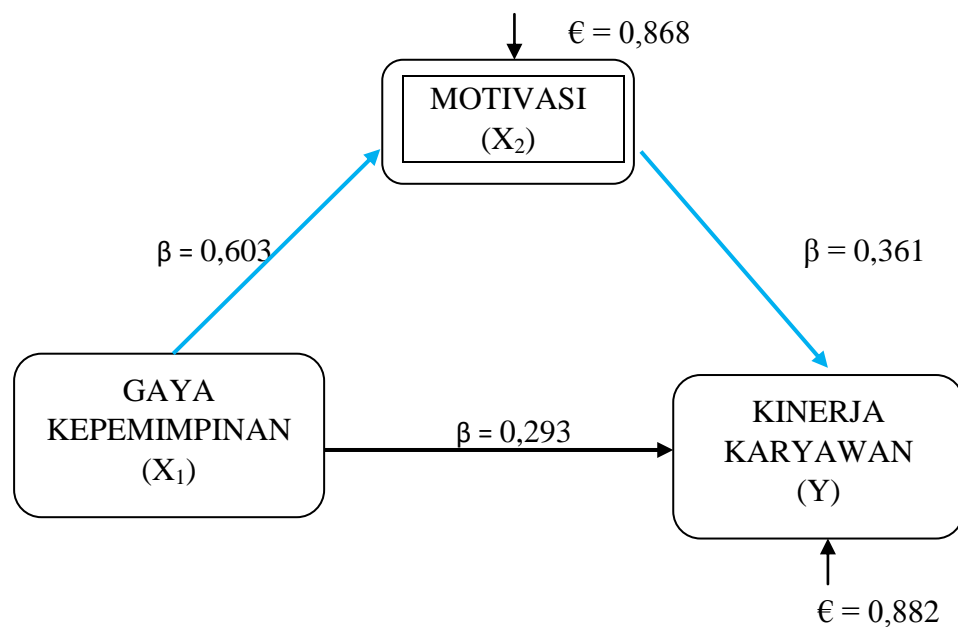 € = 0,868
MOTIVASI
(X₂)
β = 0,603
β = 0,361
GAYA
KEPEMIMPINAN
(X₁)
β = 0,293
KINERJA
KARYAWAN
(Y)
€ = 0,882